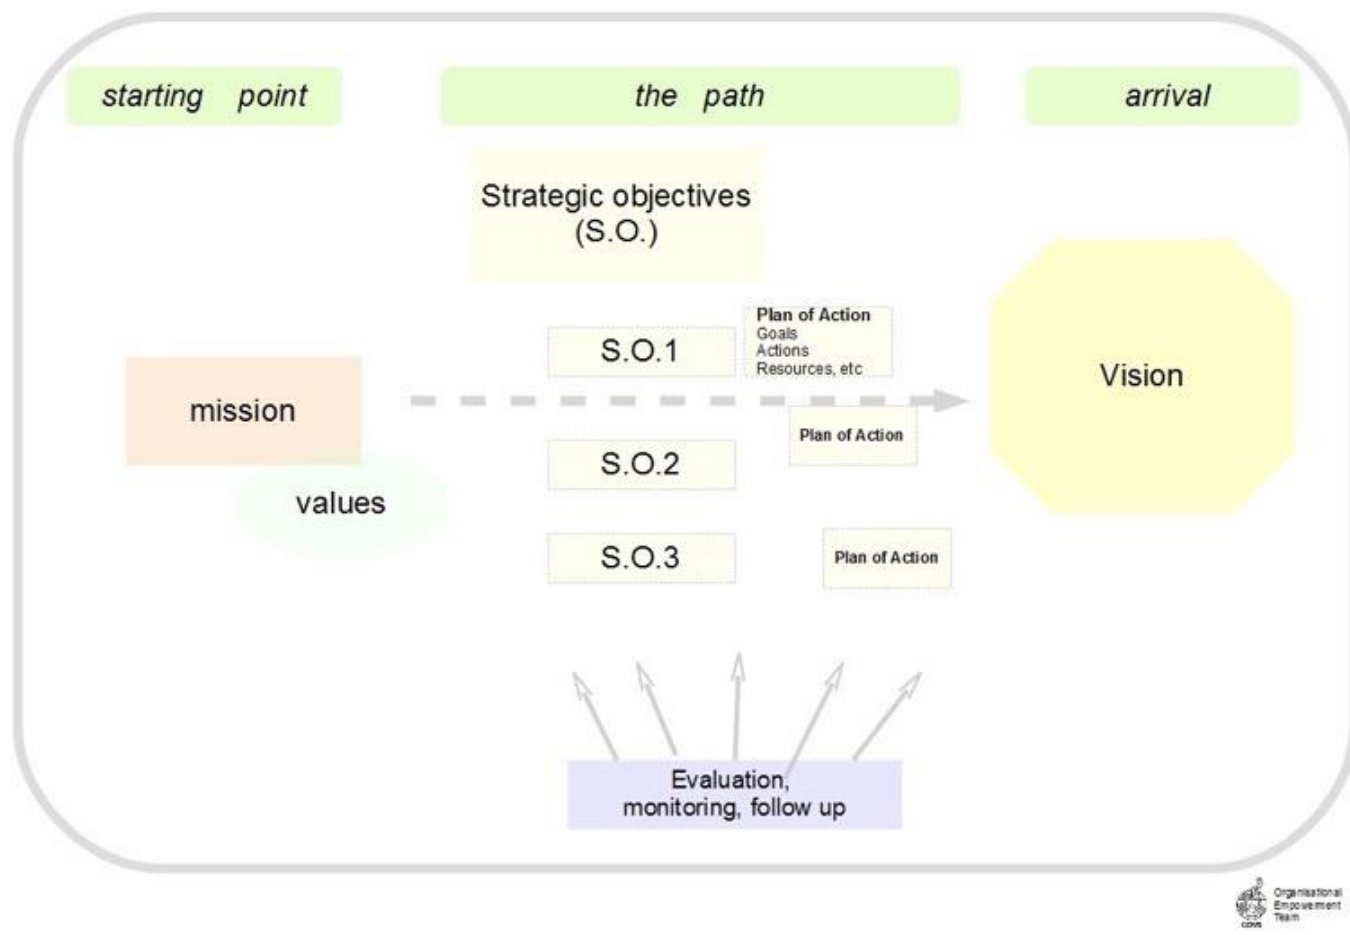 starting point
the path
arrival
Strategic objectives
(S.O.)
Plan of Action
Goals
Actions
Resources, etc
S.O.1
mission
Vision
Plan of Action
S.O.2
values
S.O.3
Plan of Action
Evaluation,
monitoring, follow up
Organisational
Empowerment
Team